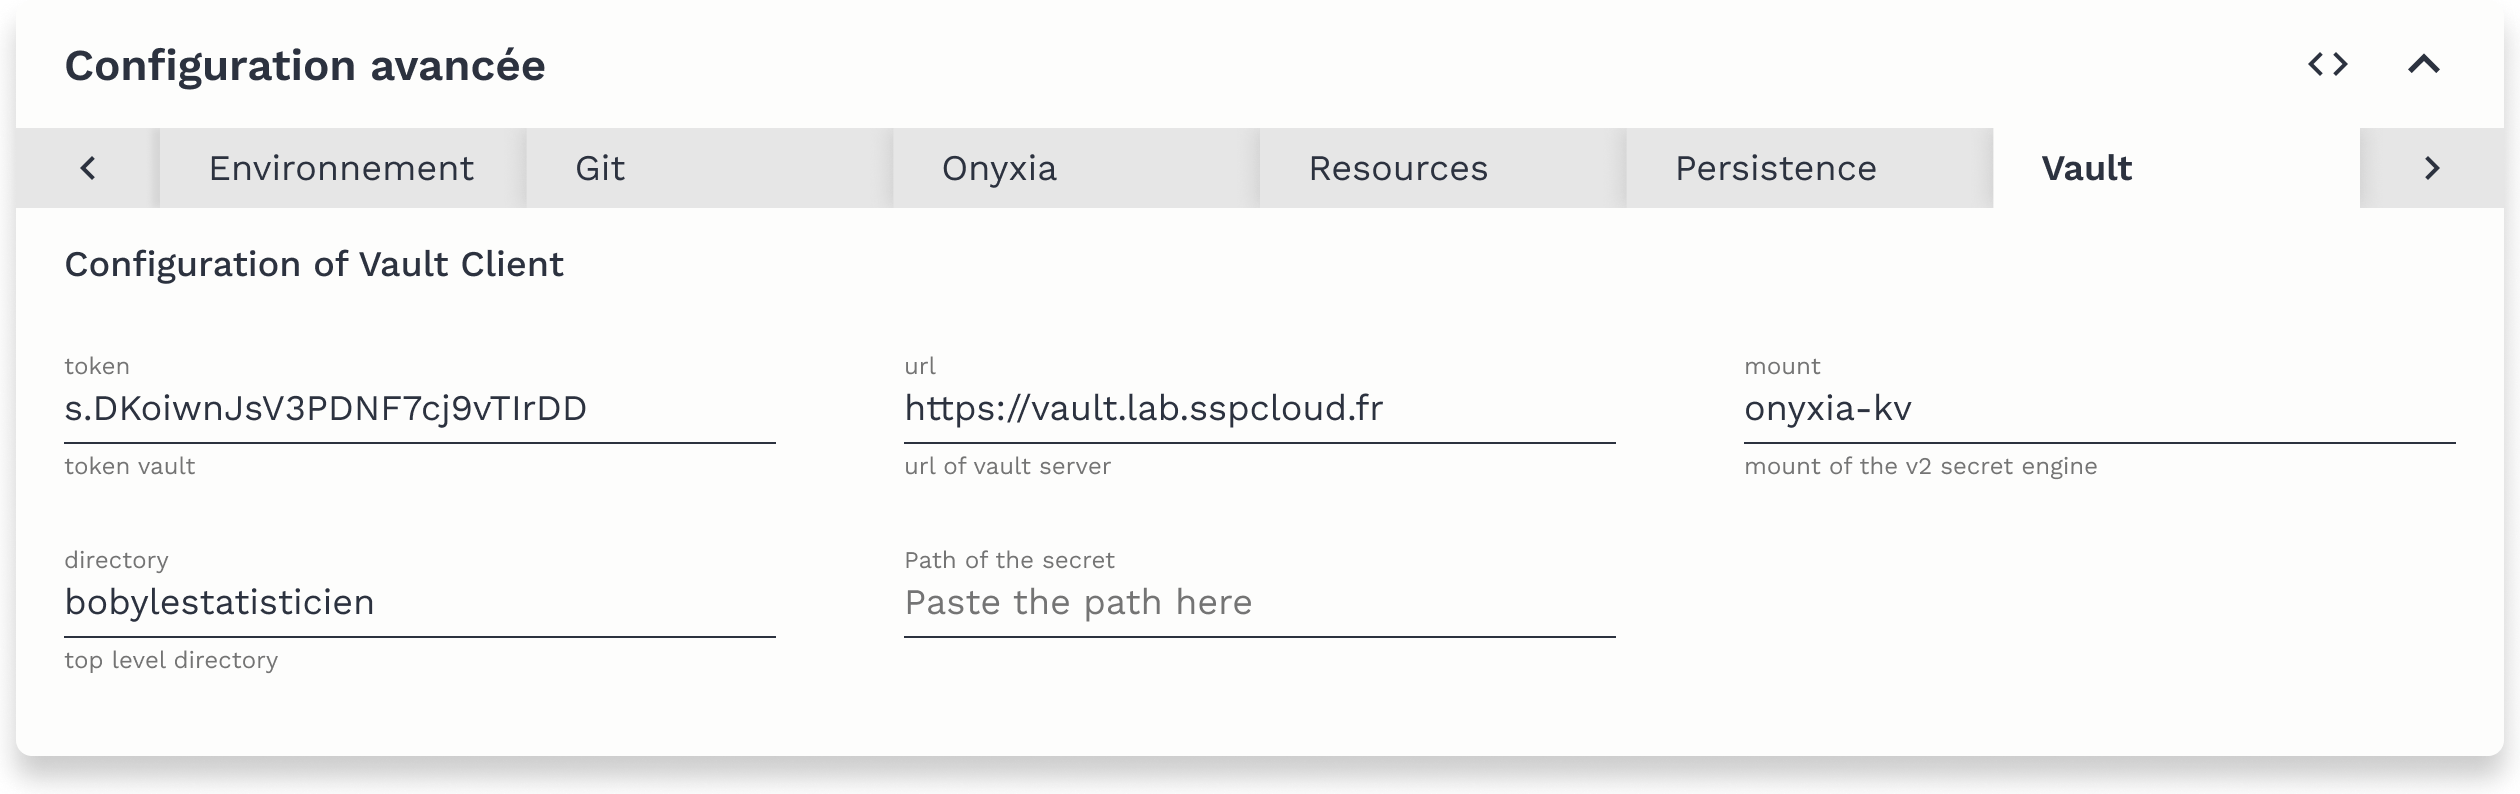 Configuration avancée
Environnement Git Onyxia Resources Persistence Vault
Configuration of Vault Client
token url mount
s.DKoiwnJsV3PDNF7cj9vTIrDD https://vault.lab.sspcloud.fr onyxia-kv
token vault url of vault server mount of the v2 secret engine
directory Path of the secret
bobylestatisticien Paste the path here
top level directory